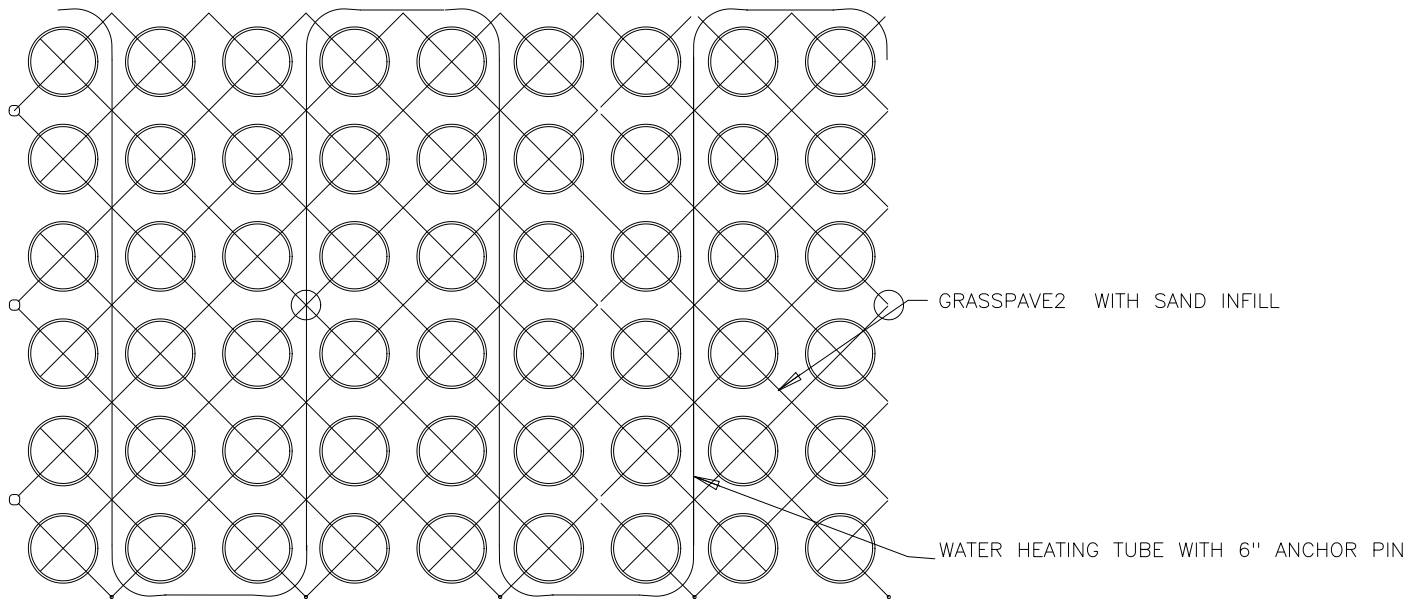 GRASSPAVE2 WITH SAND INFILL
WATER HEATING TUBE WITH 6'' ANCHOR PIN